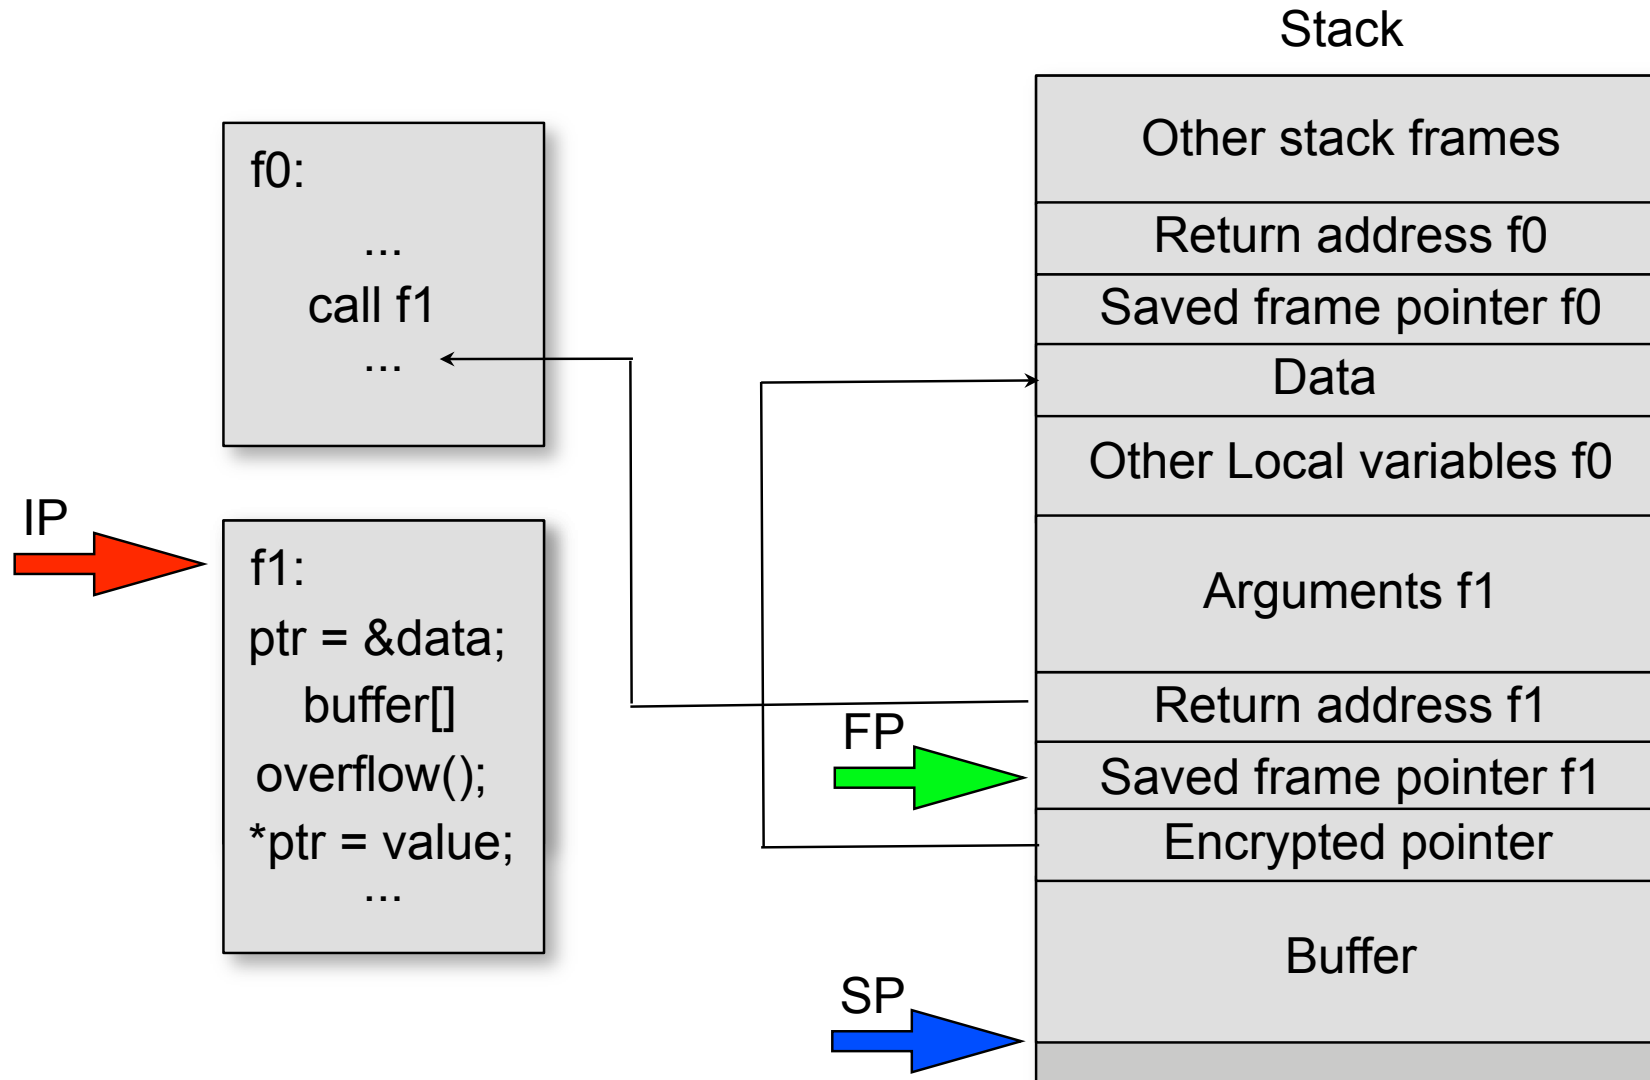 Stack
f0:
...
call f1
...
IP
f1:
ptr = &data;
buffer[]
overflow();
*ptr = value;
...
Other stack frames
Return address f0
Saved frame pointer f0
Data
Other Local variables f0
Arguments f1
Return address f1
FP
Saved frame pointer f1
Encrypted pointer
Buffer
SP